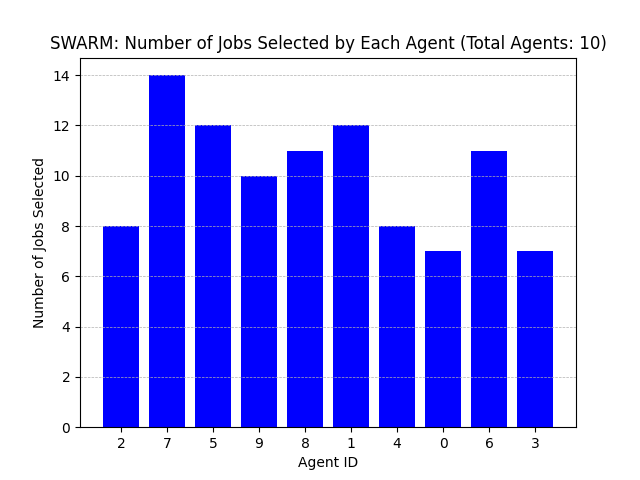 SWARM: Number of Jobs Selected by Each Agent (Total Agents: 10)
Number of Jobs Selected
14
12
10
8
6
4
2
0
2 7 5 9 8 1 4 0 6 3
Agent ID